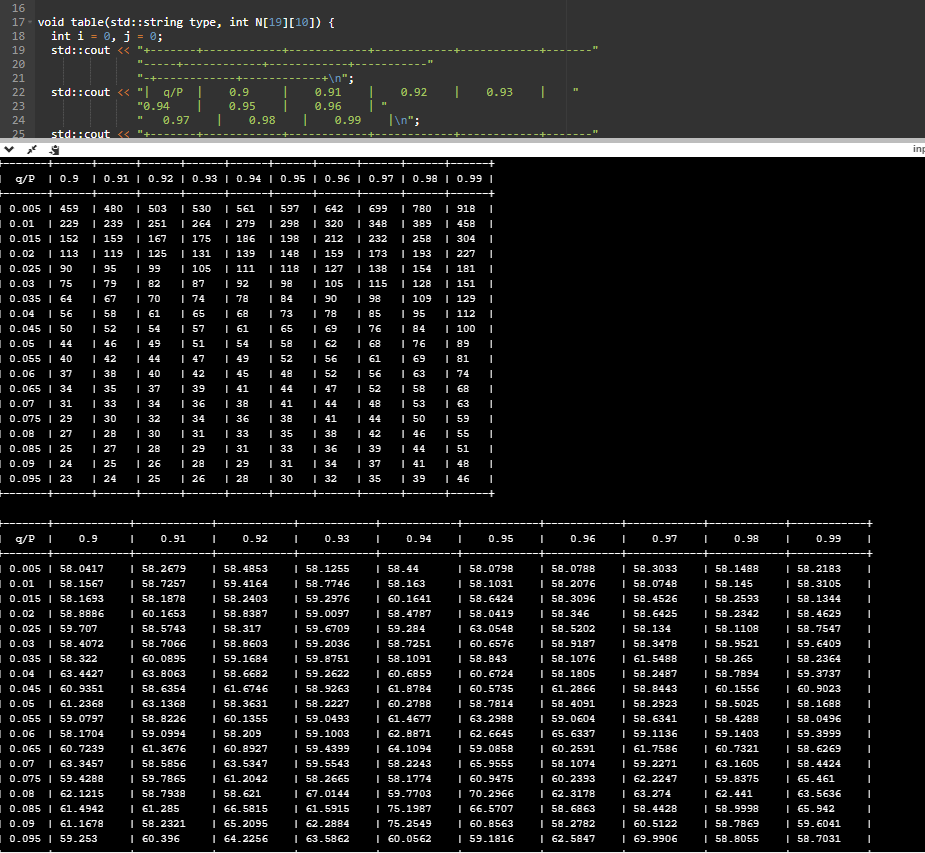 16
17 void table(std::string type, int N[19][10]) {
18 int i = 0, j = 0;
19 std::cout << "+-------+------------+------------+------------+------------+-------"
20 "-----+------------+------------+-----------"
21 "-+------------+------------+\n";
22 std::cout << "| q/P | 0.9 | 0.91 | 0.92 | 0.93 | "
23 "0.94 | 0.95 | 0.96 | "
24 " 0.97 | 0.98 | 0.99 |\n";
25 std::cout << "+-------+------------+------------+------------+------------+-------"
inp
+-------+------+------+------+------+------+------+------+------+------+------+
| q/P | 0.9 | 0.91 | 0.92 | 0.93 | 0.94 | 0.95 | 0.96 | 0.97 | 0.98 | 0.99 |
+-------+------+------+------+------+------+------+------+------+------+------+
| 0.005 | 459 | 480 | 503 | 530 | 561 | 597 | 642 | 699 | 780 | 918 |
| 0.01 | 229 | 239 | 251 | 264 | 279 | 298 | 320 | 348 | 389 | 458 |
| 0.015 | 152 | 159 | 167 | 175 | 186 | 198 | 212 | 232 | 258 | 304 |
| 0.02 | 113 | 119 | 125 | 131 | 139 | 148 | 159 | 173 | 193 | 227 |
| 0.025 | 90 | 95 | 99 | 105 | 111 | 118 | 127 | 138 | 154 | 181 |
| 0.03 | 75 | 79 | 82 | 87 | 92 | 98 | 105 | 115 | 128 | 151 |
| 0.035 | 64 | 67 | 70 | 74 | 78 | 84 | 90 | 98 | 109 | 129 |
| 0.04 | 56 | 58 | 61 | 65 | 68 | 73 | 78 | 85 | 95 | 112 |
| 0.045 | 50 | 52 | 54 | 57 | 61 | 65 | 69 | 76 | 84 | 100 |
| 0.05 | 44 | 46 | 49 | 51 | 54 | 58 | 62 | 68 | 76 | 89 |
| 0.055 | 40 | 42 | 44 | 47 | 49 | 52 | 56 | 61 | 69 | 81 |
| 0.06 | 37 | 38 | 40 | 42 | 45 | 48 | 52 | 56 | 63 | 74 |
| 0.065 | 34 | 35 | 37 | 39 | 41 | 44 | 47 | 52 | 58 | 68 |
| 0.07 | 31 | 33 | 34 | 36 | 38 | 41 | 44 | 48 | 53 | 63 |
| 0.075 | 29 | 30 | 32 | 34 | 36 | 38 | 41 | 44 | 50 | 59 |
| 0.08 | 27 | 28 | 30 | 31 | 33 | 35 | 38 | 42 | 46 | 55 |
| 0.085 | 25 | 27 | 28 | 29 | 31 | 33 | 36 | 39 | 44 | 51 |
| 0.09 | 24 | 25 | 26 | 28 | 29 | 31 | 34 | 37 | 41 | 48 |
| 0.095 | 23 | 24 | 25 | 26 | 28 | 30 | 32 | 35 | 39 | 46 |
+-------+------+------+------+------+------+------+------+------+------+------+
+-------+------------+------------+------------+------------+------------+------------+------------+------------+------------+------------+
| q/P | 0.9 | 0.91 | 0.92 | 0.93 | 0.94 | 0.95 | 0.96 | 0.97 | 0.98 | 0.99 |
+-------+------------+------------+------------+------------+------------+------------+------------+------------+------------+------------+
| 0.005 | 58.0417 | 58.2679 | 58.4853 | 58.1255 | 58.44 | 58.0798 | 58.0788 | 58.3033 | 58.1488 | 58.2183 |
| 0.01 | 58.1567 | 58.7257 | 59.4164 | 58.7746 | 58.163 | 58.1031 | 58.2076 | 58.0748 | 58.145 | 58.3105 |
| 0.015 | 58.1693 | 58.1878 | 58.2403 | 59.2976 | 60.1641 | 58.6424 | 58.3096 | 58.4526 | 58.2593 | 58.1344 |
| 0.02 | 58.8886 | 60.1653 | 58.8387 | 59.0097 | 58.4787 | 58.0419 | 58.346 | 58.6425 | 58.2342 | 58.4629 |
| 0.025 | 59.707 | 58.5743 | 58.317 | 59.6709 | 59.284 | 63.0548 | 58.5202 | 58.134 | 58.1108 | 58.7547 |
| 0.03 | 58.4072 | 58.7066 | 58.8603 | 59.2036 | 58.7251 | 60.6576 | 58.9187 | 58.3478 | 58.9521 | 59.6409 |
| 0.035 | 58.322 | 60.0895 | 59.1684 | 59.8751 | 58.1091 | 58.843 | 58.1076 | 61.5488 | 58.265 | 58.2364 |
| 0.04 | 63.4427 | 63.8063 | 58.6682 | 59.2622 | 60.6859 | 60.6724 | 58.1805 | 58.2487 | 58.7894 | 59.3737 |
| 0.045 | 60.9351 | 58.6354 | 61.6746 | 58.9263 | 61.8784 | 60.5735 | 61.2866 | 58.8443 | 60.1556 | 60.9023 |
| 0.05 | 61.2368 | 63.1368 | 58.3631 | 58.2227 | 60.2788 | 58.7814 | 58.4091 | 58.2923 | 58.5025 | 58.1688 |
| 0.055 | 59.0797 | 58.8226 | 60.1355 | 59.0493 | 61.4677 | 63.2988 | 59.0604 | 58.6341 | 58.4288 | 58.0496 |
| 0.06 | 58.1704 | 59.0994 | 58.209 | 59.1003 | 62.8871 | 62.6645 | 65.6337 | 59.1136 | 59.1403 | 59.3999 |
| 0.065 | 60.7239 | 61.3676 | 60.8927 | 59.4399 | 64.1094 | 59.0858 | 60.2591 | 61.7586 | 60.7321 | 58.6269 |
| 0.07 | 63.3457 | 58.5856 | 63.5347 | 59.5543 | 58.2243 | 65.9555 | 58.1074 | 59.2271 | 63.1605 | 58.4424 |
| 0.075 | 59.4288 | 59.7865 | 61.2042 | 58.2665 | 58.1774 | 60.9475 | 60.2393 | 62.2247 | 59.8375 | 65.461 |
| 0.08 | 62.1215 | 58.7938 | 58.621 | 67.0144 | 59.7703 | 70.2966 | 62.3178 | 63.274 | 62.441 | 63.5636 |
| 0.085 | 61.4942 | 61.285 | 66.5815 | 61.5915 | 75.1987 | 66.5707 | 58.6863 | 58.4428 | 58.9998 | 65.942 |
| 0.09 | 61.1678 | 58.2321 | 65.2095 | 62.2884 | 75.2549 | 60.8563 | 58.2782 | 60.5122 | 58.7869 | 59.6041 |
| 0.095 | 59.253 | 60.396 | 64.2256 | 63.5862 | 60.0562 | 59.1816 | 62.5847 | 69.9906 | 58.8055 | 58.7031 |